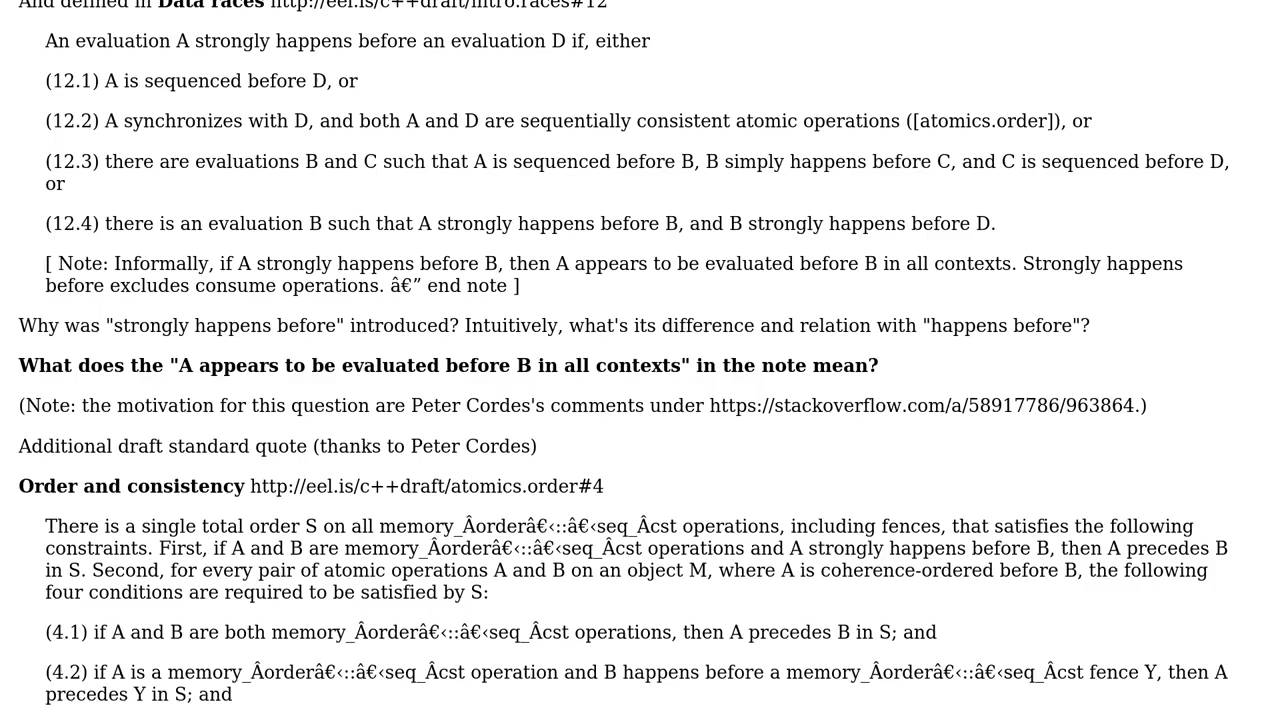 And defined in Data races http://eel.is/c++draft/intro.races#12
An evaluation A strongly happens before an evaluation D if, either
(12.1) A is sequenced before D, or
(12.2) A synchronizes with D, and both A and D are sequentially consistent atomic operations ([atomics.order]), or
(12.3) there are evaluations B and C such that A is sequenced before B, B simply happens before C, and C is sequenced before D,
or
(12.4) there is an evaluation B such that A strongly happens before B, and B strongly happens before D.
[ Note: Informally, if A strongly happens before B, then A appears to be evaluated before B in all contexts. Strongly happens
before excludes consume operations. â€” end note ]
Why was "strongly happens before" introduced? Intuitively, what's its difference and relation with "happens before"?
What does the "A appears to be evaluated before B in all contexts" in the note mean?
(Note: the motivation for this question are Peter Cordes's comments under https://stackoverflow.com/a/58917786/963864.)
Additional draft standard quote (thanks to Peter Cordes)
Order and consistency http://eel.is/c++draft/atomics.order#4
There is a single total order S on all memory_Âorderâ€‹::â€‹seq_Âcst operations, including fences, that satisfies the following
constraints. First, if A and B are memory_Âorderâ€‹::â€‹seq_Âcst operations and A strongly happens before B, then A precedes B
in S. Second, for every pair of atomic operations A and B on an object M, where A is coherence-ordered before B, the following
four conditions are required to be satisfied by S:
(4.1) if A and B are both memory_Âorderâ€‹::â€‹seq_Âcst operations, then A precedes B in S; and
(4.2) if A is a memory_Âorderâ€‹::â€‹seq_Âcst operation and B happens before a memory_Âorderâ€‹::â€‹seq_Âcst fence Y, then A
precedes Y in S; and